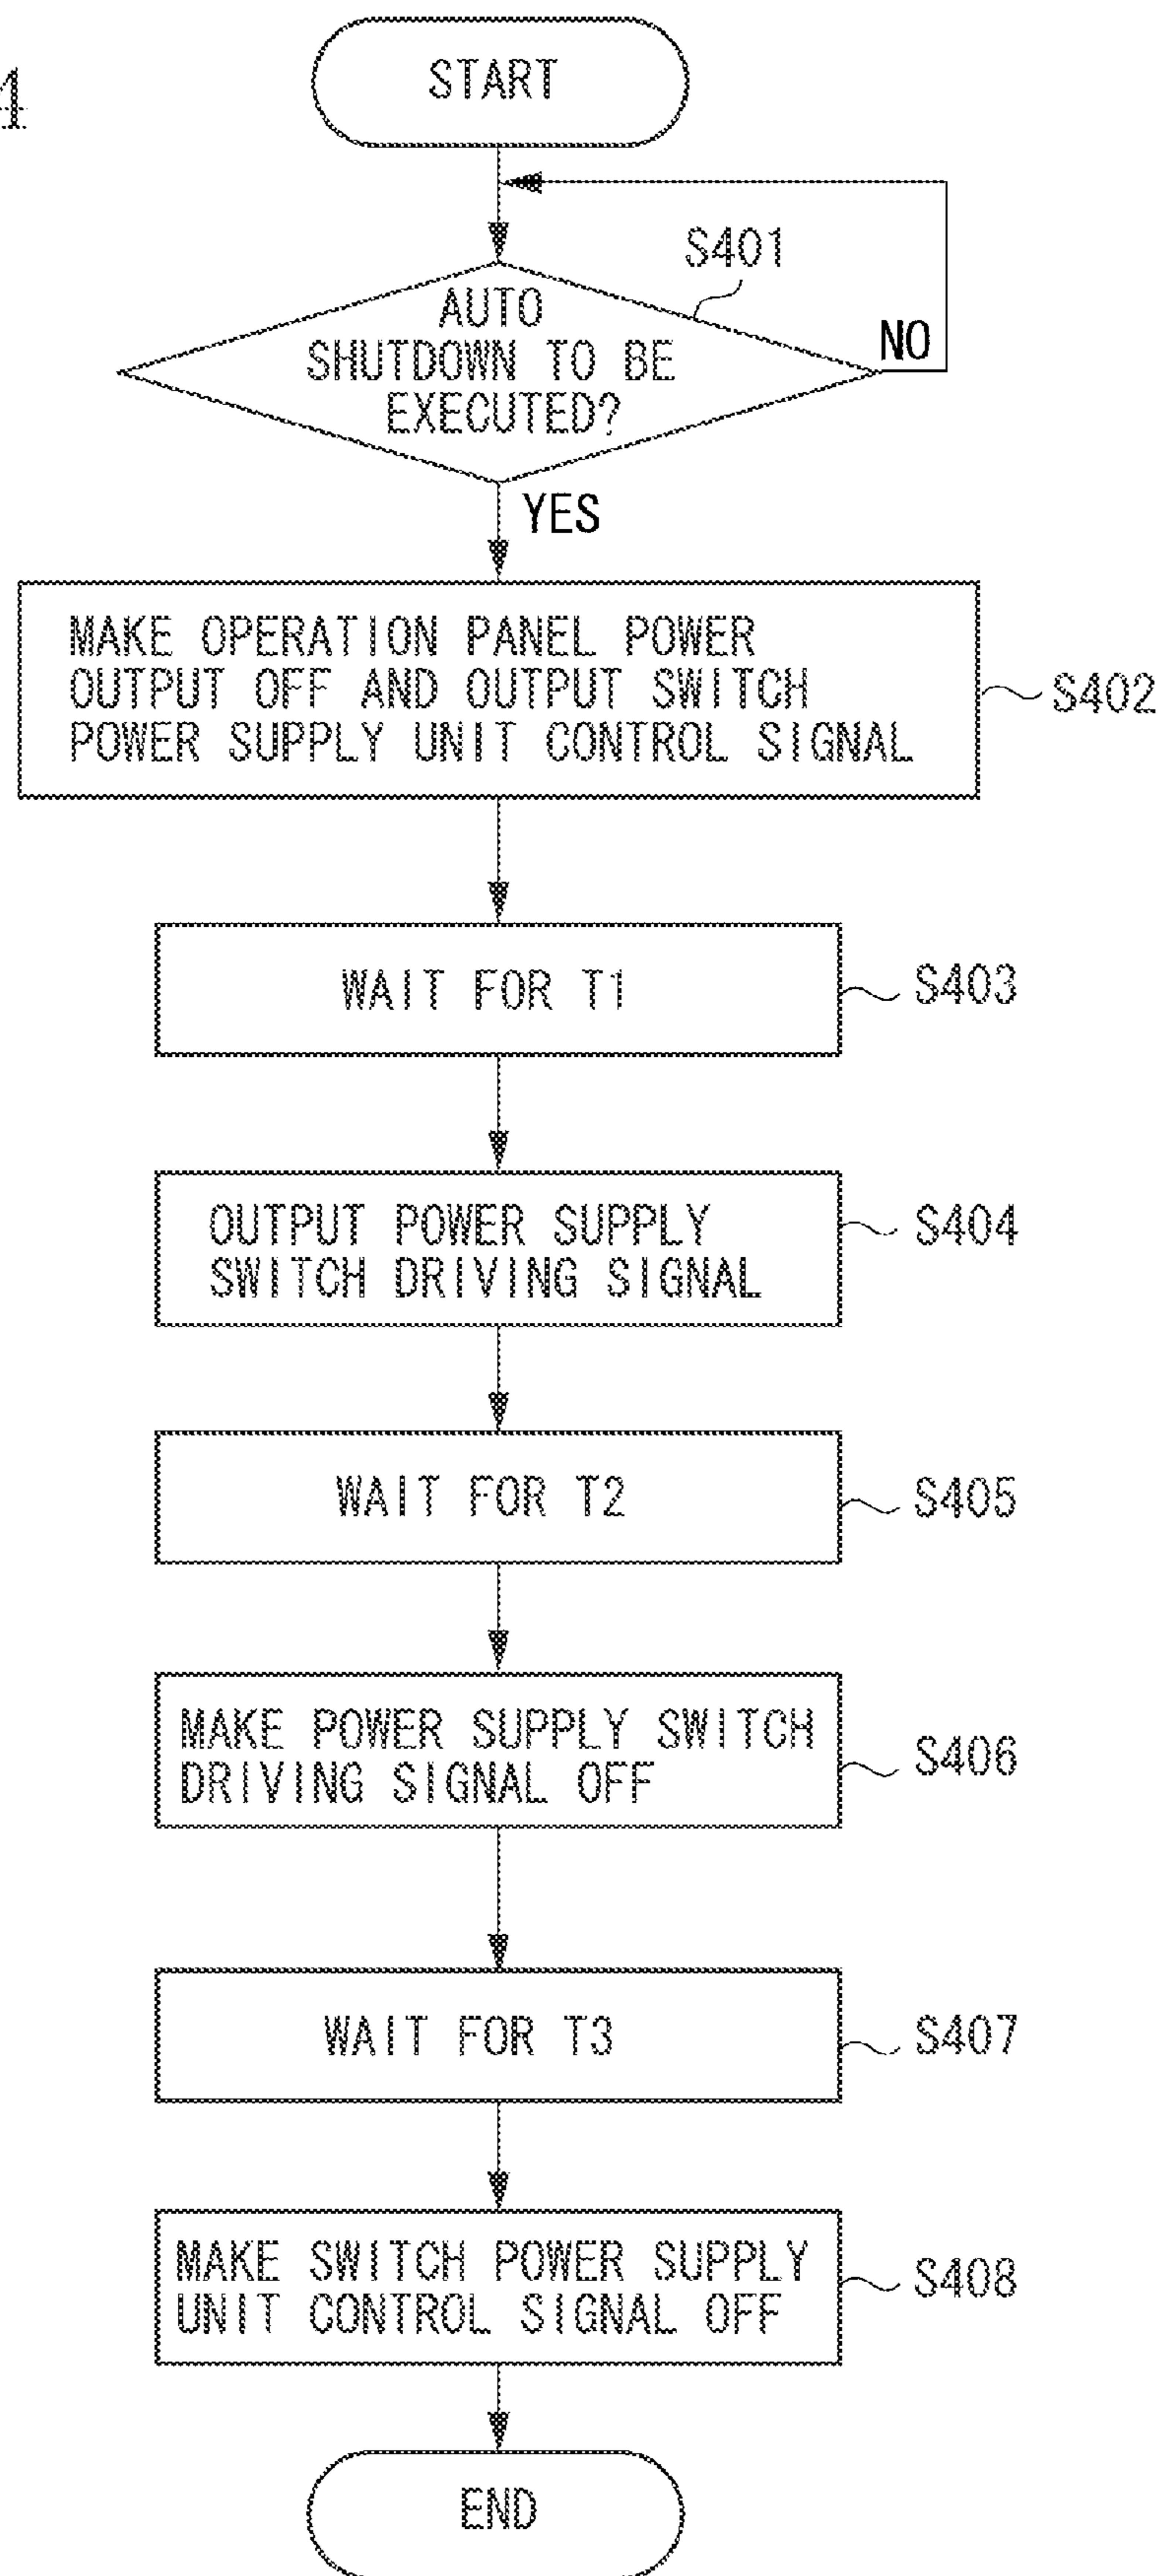 4
START
S401
AUTO
SHUTDOWN TO BE
EXECUTED?
NO
YES
MAKE OPERATION PANEL POWER
OUTPUT OFF AND OUTPUT SWITCH
POWER SUPPLY UNIT CONTROL SIGNAL
S402
WAIT FOR T1
S403
OUTPUT POWER SUPPLY
SWITCH DRIVING SIGNAL
S404
WAIT FOR T2
S405
MAKE POWER SUPPLY SWITCH
DRIVING SIGNAL OFF
S406
WAIT FOR T3
S407
MAKE SWITCH POWER SUPPLY
UNIT CONTROL SIGNAL OFF
S408
END